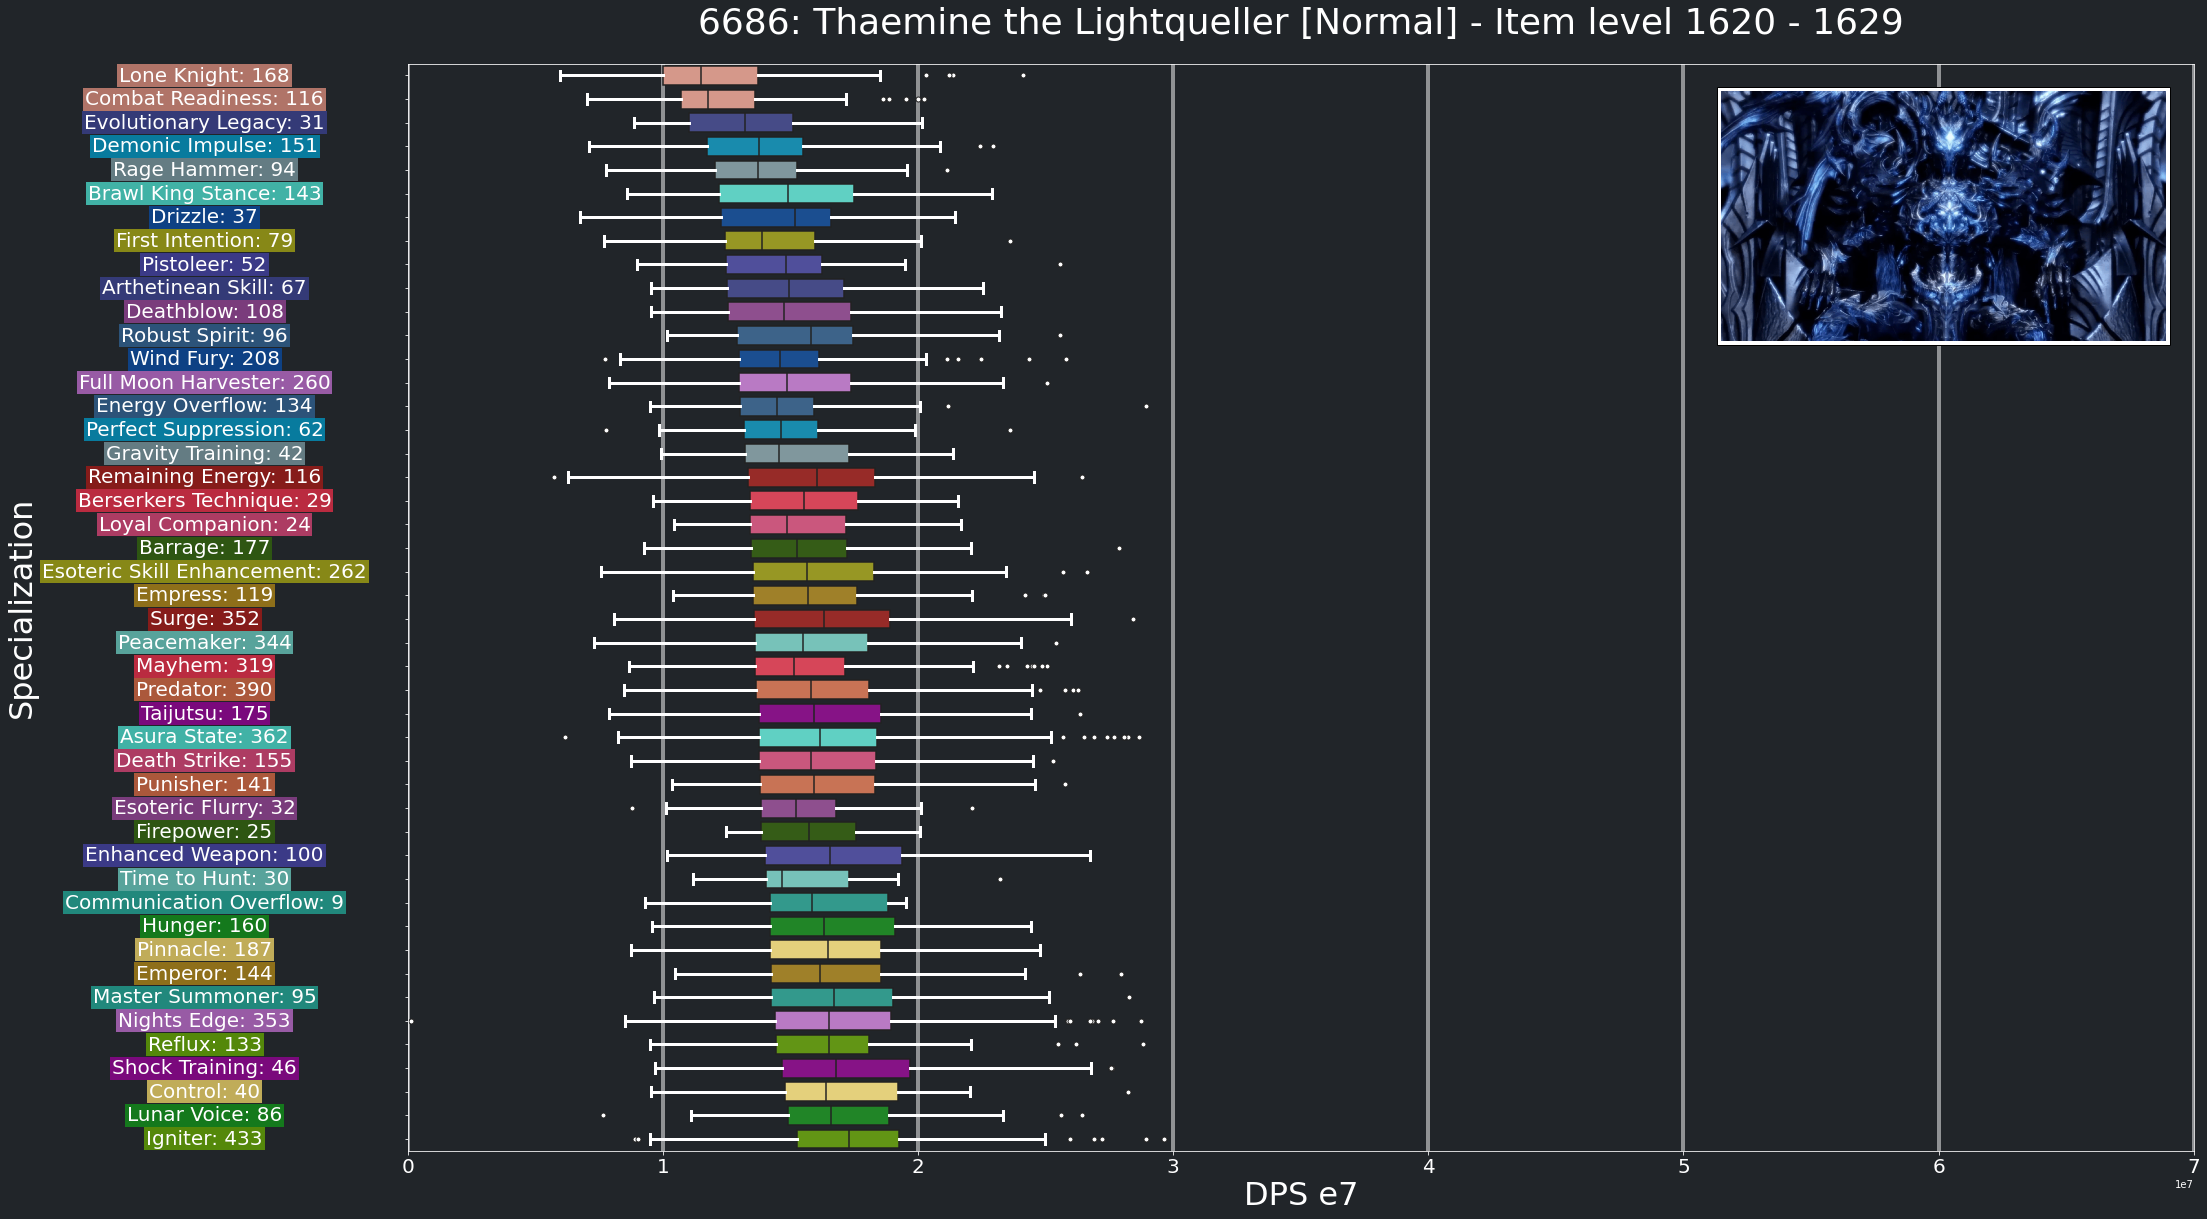 6686: Thaemine the Lightqueller [Normal] - Item level 1620 - 1629
Specialization
Lone Knight: 168
Combat Readiness: 116
Evolutionary Legacy: 31
Demonic Impulse: 151
Rage Hammer: 94
Brawl King Stance: 143
Drizzle: 37
First Intention: 79
Pistoleer: 52
Arthetinean Skill: 67
Deathblow: 108
Robust Spirit: 96
Wind Fury: 208
Full Moon Harvester: 260
Energy Overflow: 134
Perfect Suppression: 62
Gravity Training: 42
Remaining Energy: 116
Berserkers Technique: 29
Loyal Companion: 24
Barrage: 177
Esoteric Skill Enhancement: 262
Empress: 119
Surge: 352
Peacemaker: 344
Mayhem: 319
Predator: 390
Taijutsu: 175
Asura State: 362
Death Strike: 155
Punisher: 141
Esoteric Flurry: 32
Firepower: 25
Enhanced Weapon: 100
Time to Hunt: 30
Communication Overflow: 9
Hunger: 160
Pinnacle: 187
Emperor: 144
Master Summoner: 95
Nights Edge: 353
Reflux: 133
Shock Training: 46
Control: 40
Lunar Voice: 86
Igniter: 433
0 1 2 3 4 5 6 7
1e7
DPS e7